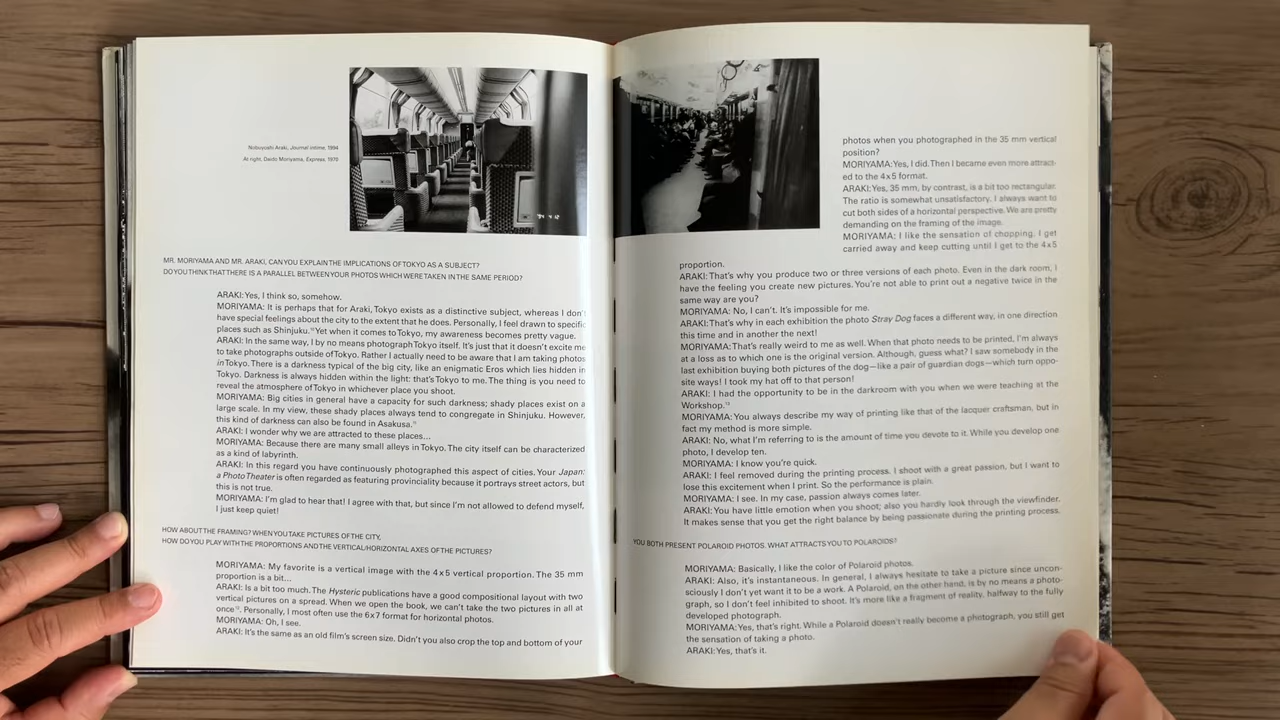 Nobuyoshi Araki, Journal intime, 1994
At right, Daido Moriyama, Express, 1970
MR. MORIYAMA AND MR. ARAKI, CAN YOU EXPLAIN THE IMPLICATIONS OF TOKYO AS A SUBJECT?
DO YOU THINK THAT THERE IS A PARALLEL BETWEEN YOUR PHOTOS WHICH WERE TAKEN IN THE SAME PERIOD?
ARAKI: Yes, I think so, somehow.
MORIYAMA: It is perhaps that for Araki, Tokyo exists as a distinctive subject, whereas I don't
have special feelings about the city to the extent that he does. Personally, I feel drawn to specific
places such as Shinjuku. Yet when it comes to Tokyo, my awareness becomes pretty vague.
ARAKI: In the same way, I by no means photograph Tokyo itself. It's just that it doesn't excite me
to take photographs outside of Tokyo. Rather I actually need to be aware that I am taking photos
in Tokyo. There is a darkness typical of the big city, like an enigmatic Eros which lies hidden in
Tokyo. Darkness is always hidden within the light: that's Tokyo to me. The thing is you need to
reveal the atmosphere of Tokyo in whichever place you shoot.
MORIYAMA: Big cities in general have a capacity for such darkness; shady places exist on a
large scale. In my view, these shady places always tend to congregate in Shinjuku. However,
this kind of darkness can also be found in Asakusa.
ARAKI: I wonder why we are attracted to these places...
MORIYAMA: Because there are many small alleys in Tokyo. The city itself can be characterized
as a kind of labyrinth.
ARAKI: In this regard you have continuously photographed this aspect of cities. Your Japan:
a Photo Theater is often regarded as featuring provinciality because it portrays street actors, but
this is not true.
MORIYAMA: I'm glad to hear that! I agree with that, but since I'm not allowed to defend myself,
I just keep quiet!
HOW ABOUT THE FRAMING? WHEN YOU TAKE PICTURES OF THE CITY,
HOW DO YOU PLAY WITH THE PROPORTIONS AND THE VERTICAL/HORIZONTAL AXES OF THE PICTURES?
MORIYAMA: My favorite is a vertical image with the 4x5 vertical proportion. The 35 mm
proportion is a bit...
ARAKI: Is a bit too much. The Hysteric publications have a good compositional layout with two
vertical pictures on a spread. When we open the book, we can't take the two pictures in all at
once¹². Personally, I most often use the 6x7 format for horizontal photos.
MORIYAMA: Oh, I see.
ARAKI: It's the same as an old film's screen size. Didn't you also crop the top and bottom of your
'94 4 12
photos when you photographed in the 35 mm vertical
position?
MORIYAMA: Yes, I did. Then I became even more attract-
ed to the 4x5 format.
ARAKI: Yes, 35 mm, by contrast, is a bit too rectangular.
The ratio is somewhat unsatisfactory. I always want to
cut both sides of a horizontal perspective. We are pretty
demanding on the framing of the image.
MORIYAMA: I like the sensation of chopping. I get
carried away and keep cutting until I get to the 4x5
proportion.
ARAKI: That's why you produce two or three versions of each photo. Even in the dark room, I
have the feeling you create new pictures. You're not able to print out a negative twice in the
same way are you?
MORIYAMA: No, I can't. It's impossible for me.
ARAKI: That's why in each exhibition the photo Stray Dog faces a different way, in one direction
this time and in another the next!
MORIYAMA: That's really weird to me as well. When that photo needs to be printed, I'm always
at a loss as to which one is the original version. Although, guess what? I saw somebody in the
last exhibition buying both pictures of the dog—like a pair of guardian dogs—which turn oppo-
site ways! I took my hat off to that person!
ARAKI: I had the opportunity to be in the darkroom with you when we were teaching at the
Workshop.¹³
MORIYAMA: You always describe my way of printing like that of the lacquer craftsman, but in
fact my method is more simple.
ARAKI: No, what I'm referring to is the amount of time you devote to it. While you develop one
photo, I develop ten.
MORIYAMA: I know you're quick.
ARAKI: I feel removed during the printing process. I shoot with a great passion, but I want to
lose this excitement when I print. So the performance is plain.
MORIYAMA: I see. In my case, passion always comes later.
ARAKI: You have little emotion when you shoot; also you hardly look through the viewfinder.
It makes sense that you get the right balance by being passionate during the printing process.
YOU BOTH PRESENT POLAROID PHOTOS. WHAT ATTRACTS YOU TO POLAROIDS?
MORIYAMA: Basically, I like the color of Polaroid photos.
ARAKI: Also, it's instantaneous. In general, I always hesitate to take a picture since uncon-
sciously I don't yet want it to be a work. A Polaroid, on the other hand, is by no means a photo-
graph, so I don't feel inhibited to shoot. It's more like a fragment of reality, halfway to the fully
developed photograph.
MORIYAMA: Yes, that's right. While a Polaroid doesn't really become a photograph, you still get
the sensation of taking a photo.
ARAKI: Yes, that's it.